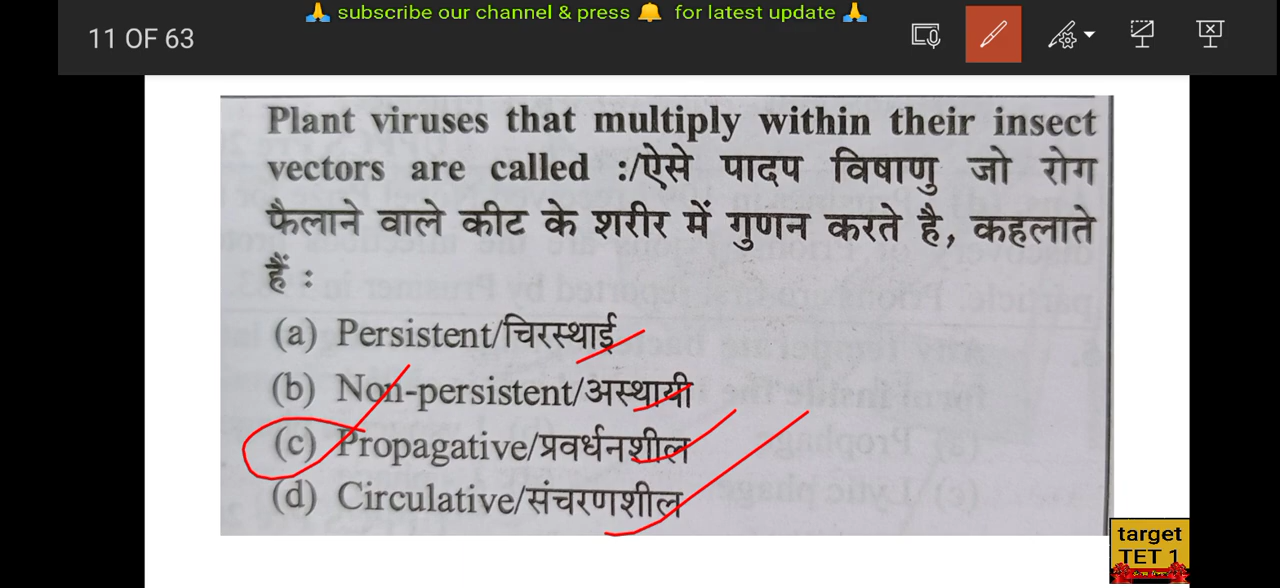 🙏 subscribe our channel & press 🔔 for latest update 🙏
11 OF 63
Plant viruses that multiply within their insect
vectors are called :/ऐसे पादप विषाणु जो रोग
फैलाने वाले कीट के शरीर में गुणन करते है, कहलाते
हैं :
(a) Persistent/चिरस्थाई
(b) Non-persistent/अस्थायी
(c) Propagative/प्रवर्धनशील
(d) Circulative/संचरणशील
target
TET 1